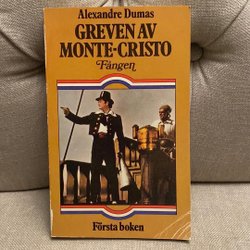 Alexandre Dumas
GREVEN AV
MONTE-CRISTO
Fången
Första boken